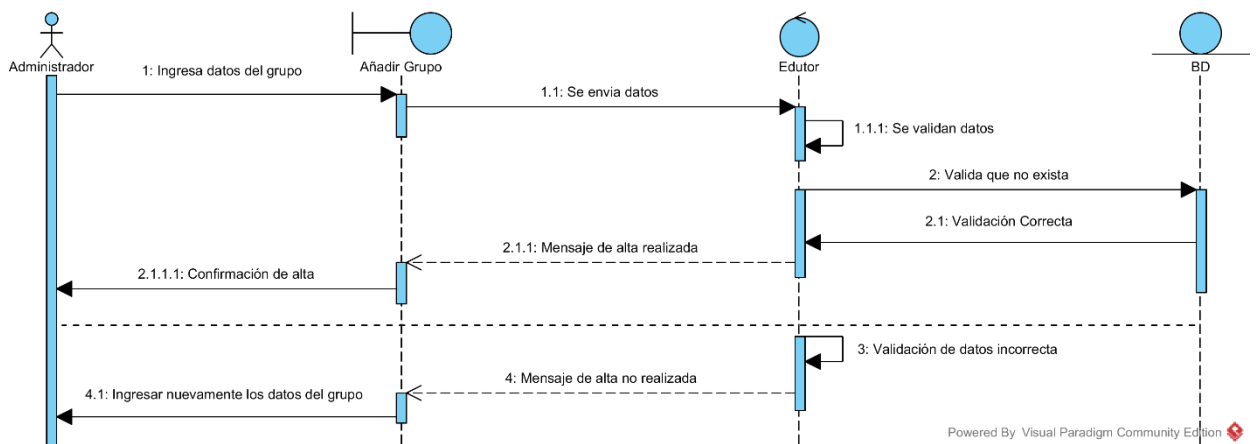 Administrador
Añadir Grupo
Edutor
BD
1: Ingresa datos del grupo
1.1: Se envia datos
1.1.1: Se validan datos
2: Valida que no exista
2.1: Validación Correcta
2.1.1: Mensaje de alta realizada
2.1.1.1: Confirmación de alta
3: Validación de datos incorrecta
4: Mensaje de alta no realizada
4.1: Ingresar nuevamente los datos del grupo
Powered By Visual Paradigm Community Edition